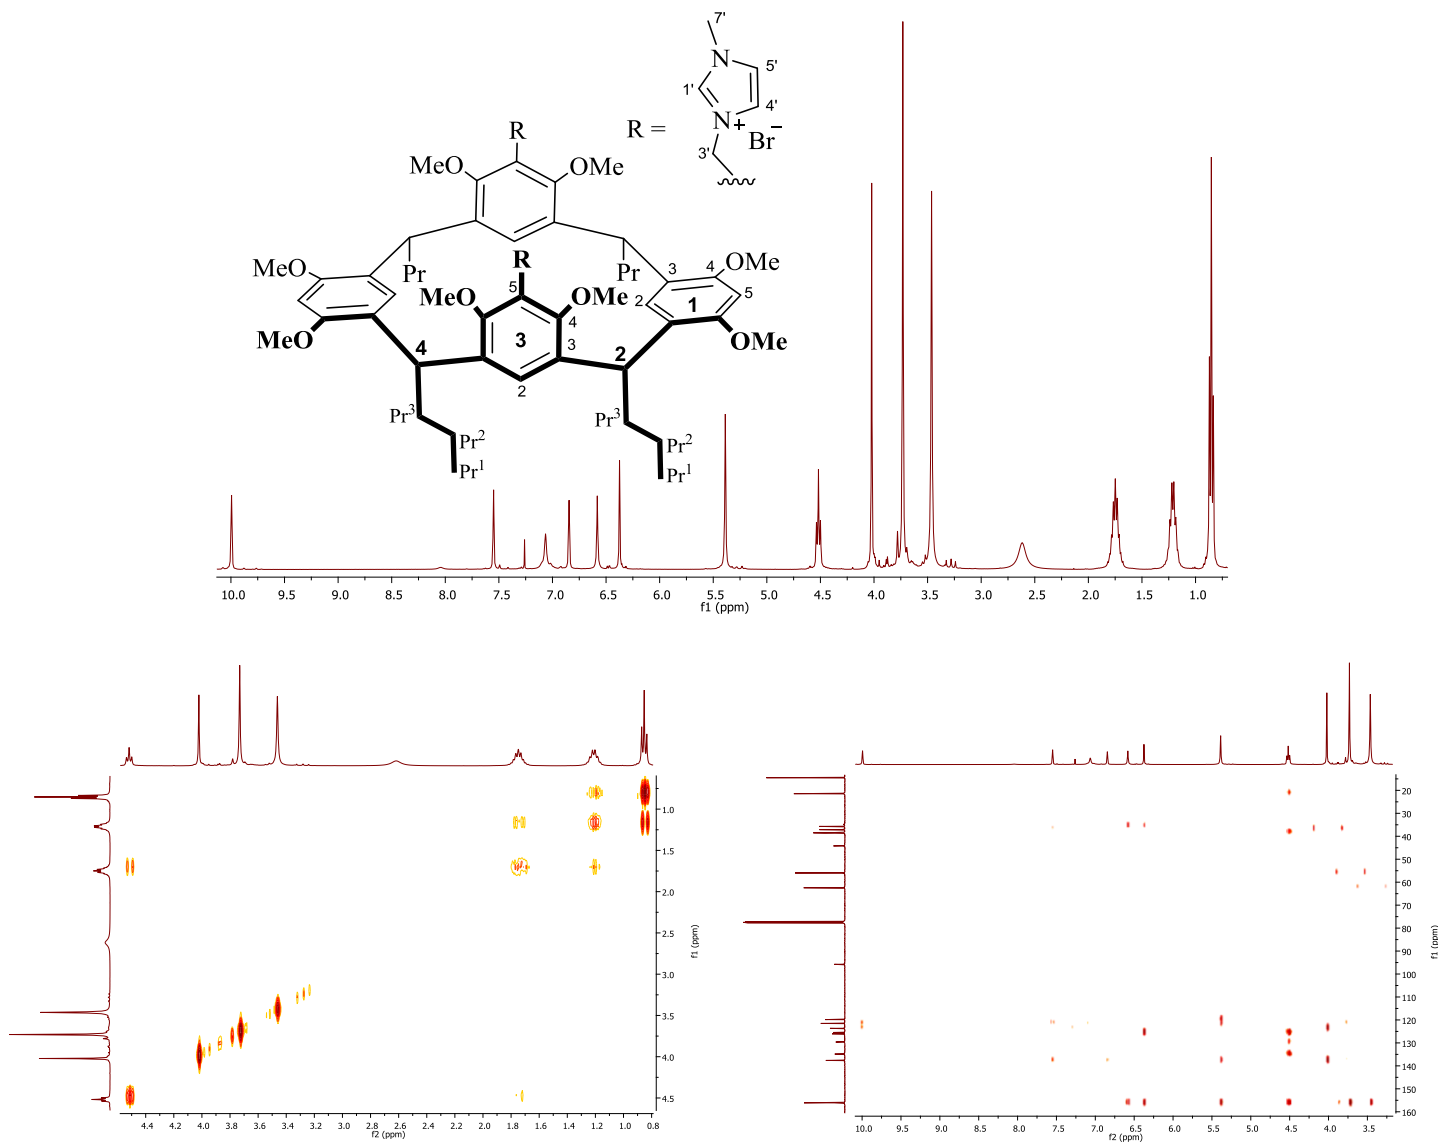 7'
N
5'
1'
4'
R =
N + Br −
3'
R
MeO
OMe
MeO
Pr
R
Pr
3
4
OMe
MeO
5
OMe
2
1
5
MeO
4
3
4
3
2
OMe
2
Pr3
Pr2
Pr1
Pr3
Pr2
Pr1
10.0 9.5 9.0 8.5 8.0 7.5 7.0 6.5 6.0 5.5 5.0 4.5 4.0 3.5 3.0 2.5 2.0 1.5 1.0
f1 (ppm)
1.0
1.5
2.0
2.5
3.0
3.5
4.0
4.5
f1 (ppm)
4.4 4.2 4.0 3.8 3.6 3.4 3.2 3.0 2.8 2.6 2.4 2.2 2.0 1.8 1.6 1.4 1.2 1.0 0.8
f2 (ppm)
20
30
40
50
60
70
80
90
100
110
120
130
140
150
160
f1 (ppm)
10.0 9.5 9.0 8.5 8.0 7.5 7.0 6.5 6.0 5.5 5.0 4.5 4.0 3.5
f2 (ppm)